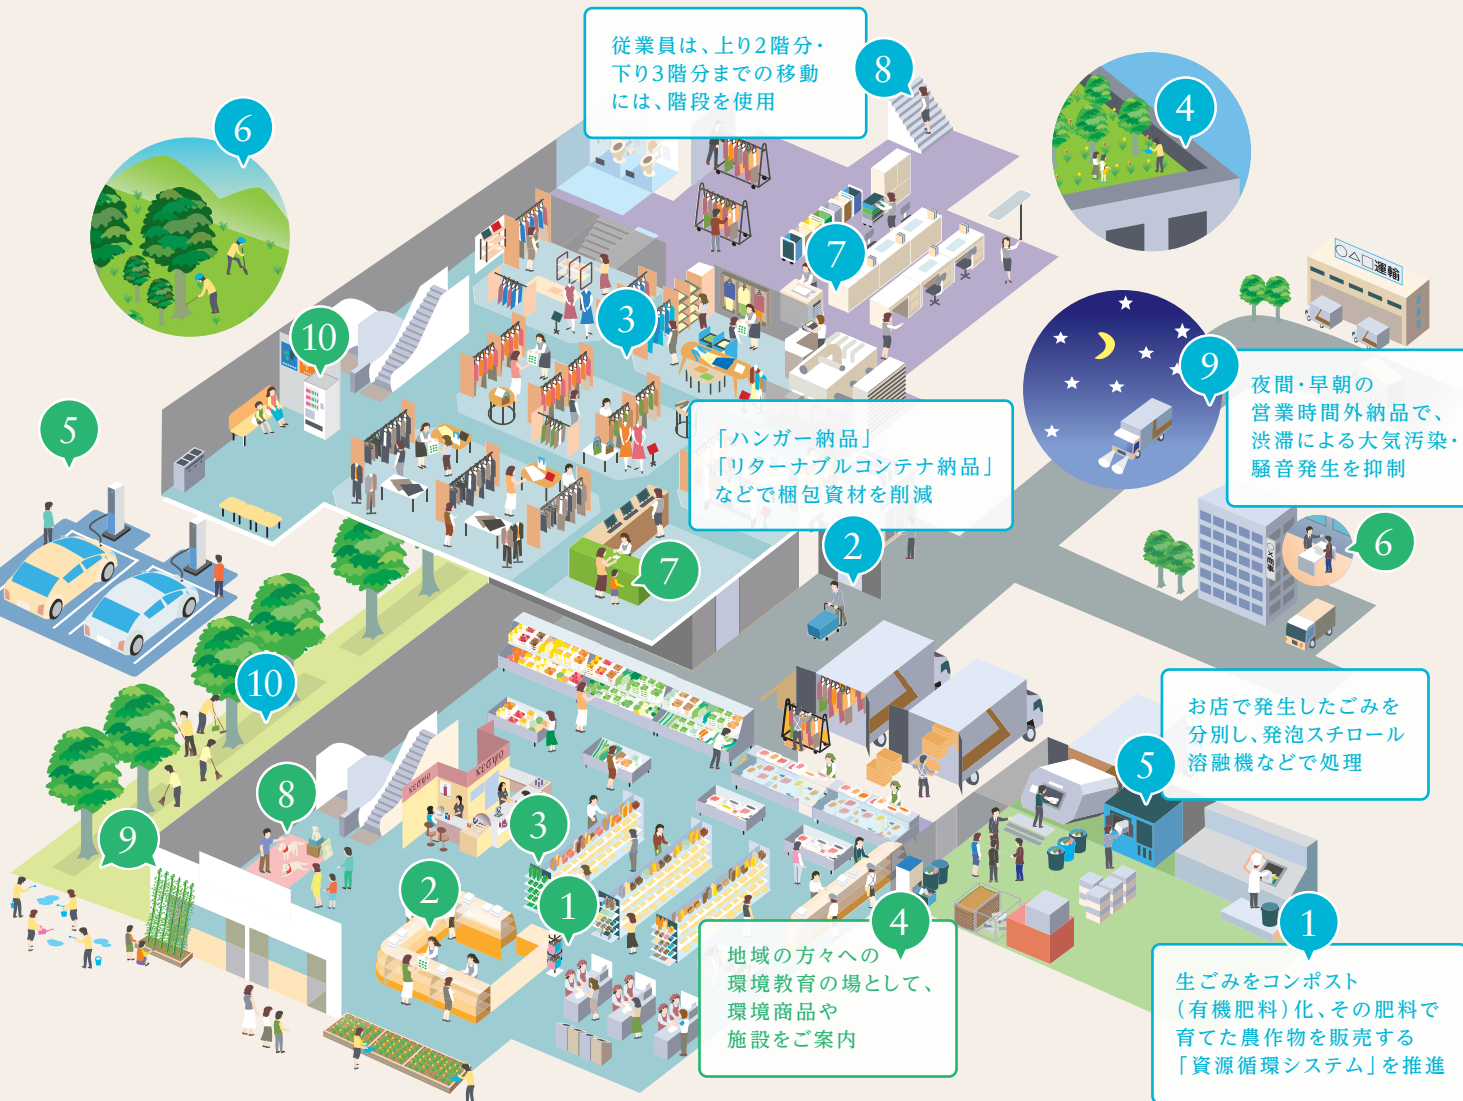 従業員は、上り2階分・
下り3階分までの移動
には、階段を使用
8
4
6
7
3
10
○△□運輸
9
夜間・早朝の
営業時間外納品で、
渋滞による大気汚染・
騒音発生を抑制
5
「ハンガー納品」
「リターナブルコンテナ納品」
などで梱包資材を削減
2
6
7
10
お店で発生したごみを
分別し、発泡スチロール
溶融機などで処理
5
KEOYO
KEOYO
8
3
9
2
1
4
地域の方々への
環境教育の場として、
環境商品や
施設をご案内
1
生ごみをコンポスト
(有機肥料)化、その肥料で
育てた農作物を販売する
「資源循環システム」を推進